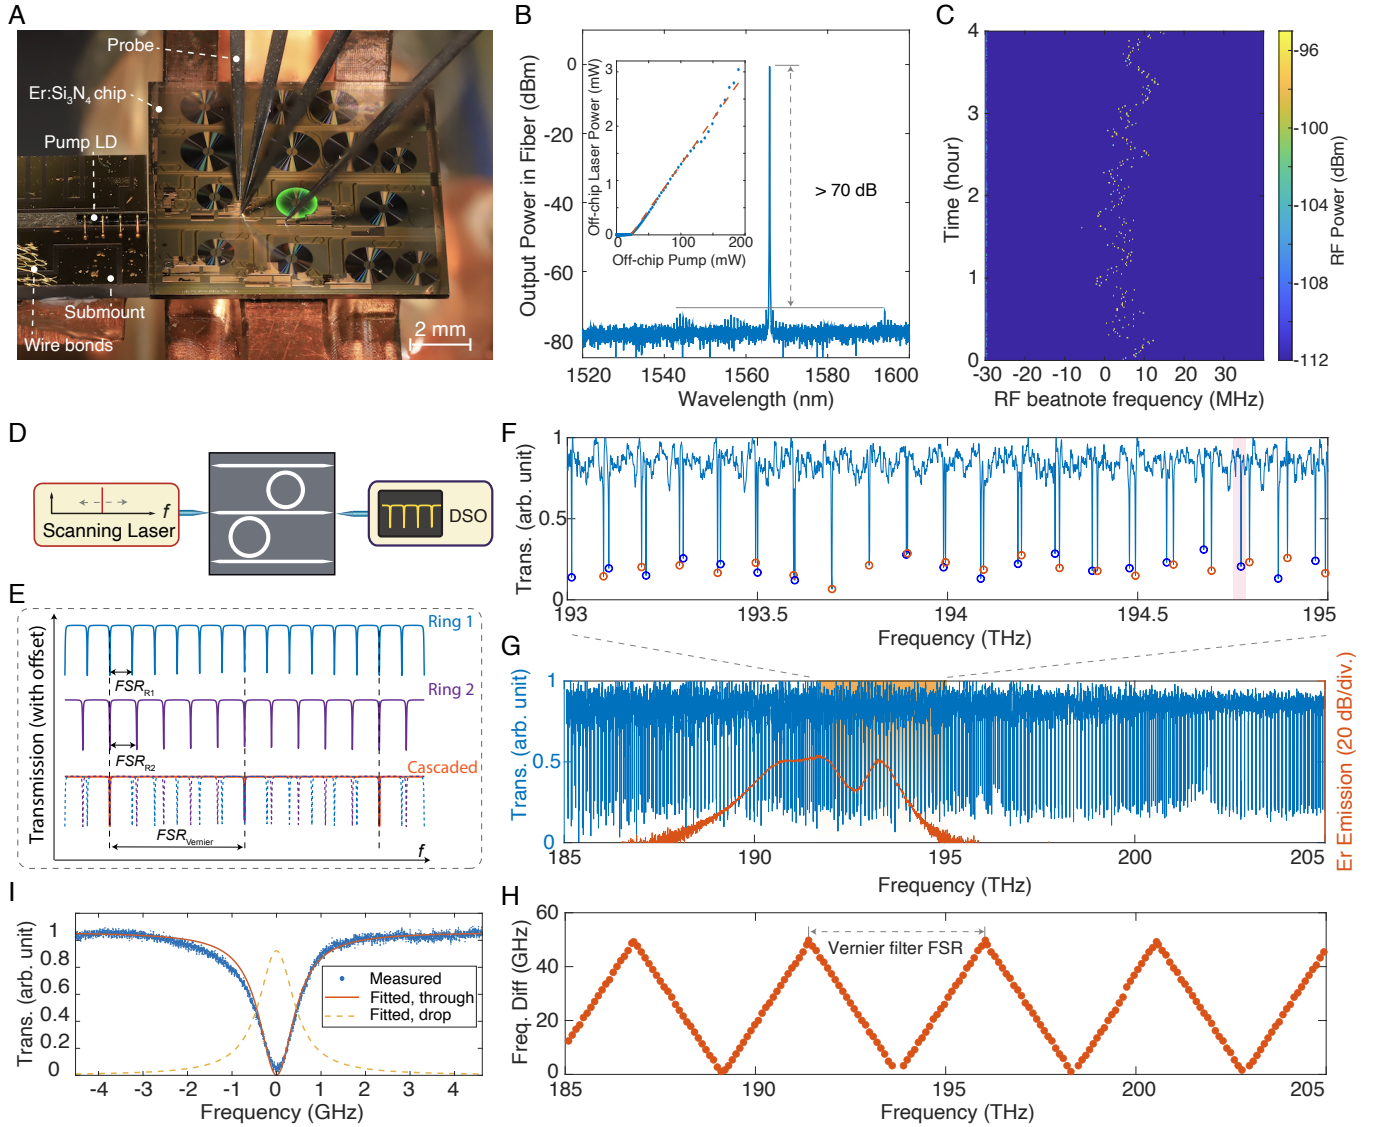 A
Probe
Er:Si3N4 chip
Pump LD
Submount
Wire bonds
2 mm
B
Output Power in Fiber (dBm)
0
-20
-40
-60
-80
1520
1540
1560
1580
1600
Wavelength (nm)
> 70 dB
Off-chip Laser Power (mW)
3
2
1
0
0
100
200
Off-chip Pump (mW)
C
Time (hour)
4
3
2
1
0
-30
-20
-10
0
10
20
30
RF beatnote frequency (MHz)
-96
-100
-104
-108
-112
RF Power (dBm)
D
f
Scanning Laser
DSO
E
Transmission (with offset)
Ring 1
FSRR1
Ring 2
FSRR2
Cascaded
FSRVernier
f
F
Trans. (arb. unit)
1
0.5
0
193
193.5
194
194.5
195
Frequency (THz)
G
Trans. (arb. unit)
1
0.5
0
185
190
195
200
205
Frequency (THz)
Er Emission (20 dB/div.)
I
Trans. (arb. unit)
1
0.8
0.6
0.4
0.2
0
-4
-3
-2
-1
0
1
2
3
4
Frequency (GHz)
Measured
Fitted, through
Fitted, drop
H
Freq. Diff (GHz)
60
40
20
0
185
190
195
200
205
Frequency (THz)
Vernier filter FSR